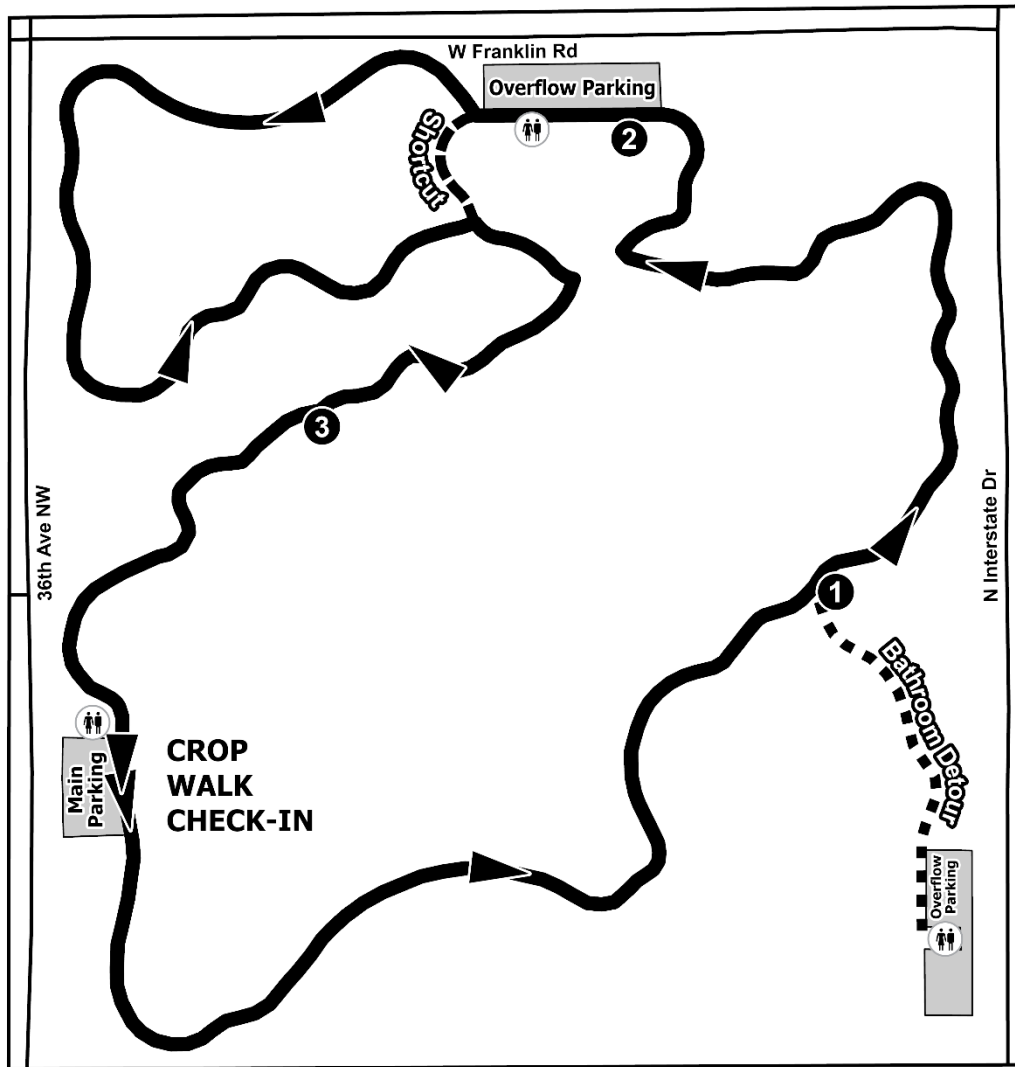 W Franklin Rd
Overflow Parking
Shortcut
2
3
36th Ave NW
N Interstate Dr
1
Bathroom Detour
Main
Parking
CROP
WALK
CHECK-IN
Overflow
Parking